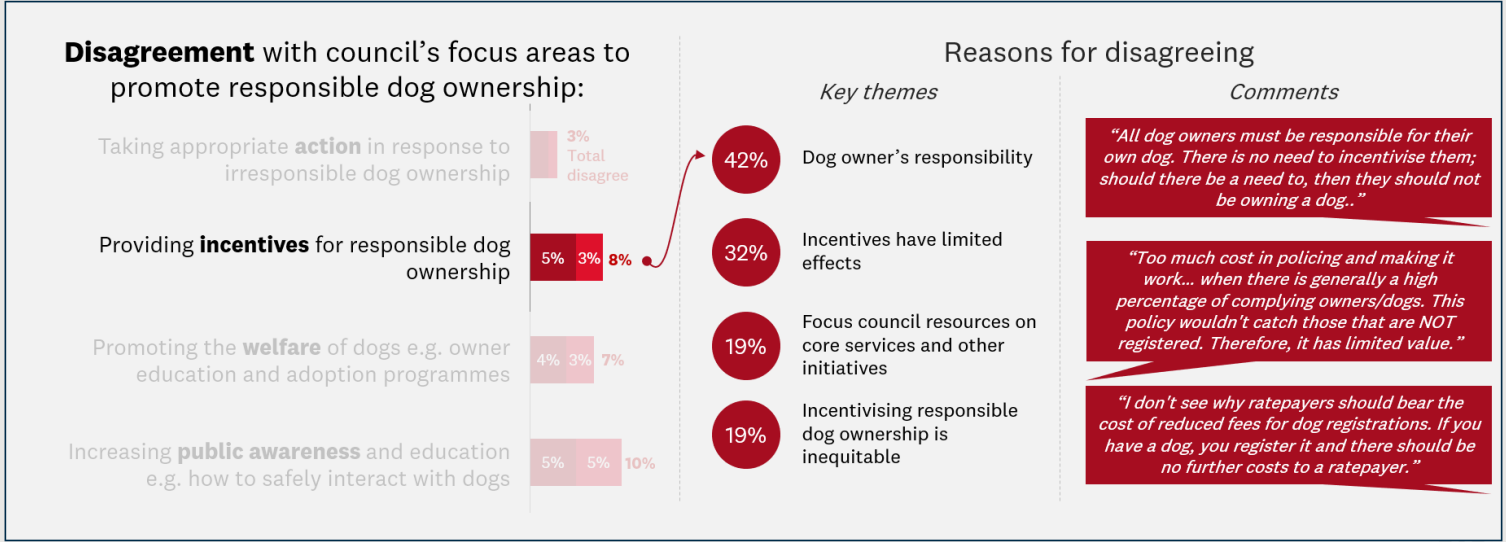 Disagreement with council's focus areas to
promote responsible dog ownership:
Taking appropriate action in response to
irresponsible dog ownership
3%
Total
disagree
Providing incentives for responsible dog
ownership
5% 3% 8%
Promoting the welfare of dogs e.g. owner
education and adoption programmes
4% 3% 7%
Increasing public awareness and education
e.g. how to safely interact with dogs
5% 5% 10%
Reasons for disagreeing
Key themes
42%
Dog owner's responsibility
32%
Incentives have limited
effects
19%
Focus council resources on
core services and other
initiatives
19%
Incentivising responsible
dog ownership is
inequitable
Comments
“All dog owners must be responsible for their
own dog. There is no need to incentivise them;
should there be a need to, then they should not
be owning a dog..”
“Too much cost in policing and making it
work... when there is generally a high
percentage of complying owners/dogs. This
policy wouldn't catch those that are NOT
registered. Therefore, it has limited value.”
“I don't see why ratepayers should bear the
cost of reduced fees for dog registrations. If you
have a dog, you register it and there should be
no further costs to a ratepayer.”